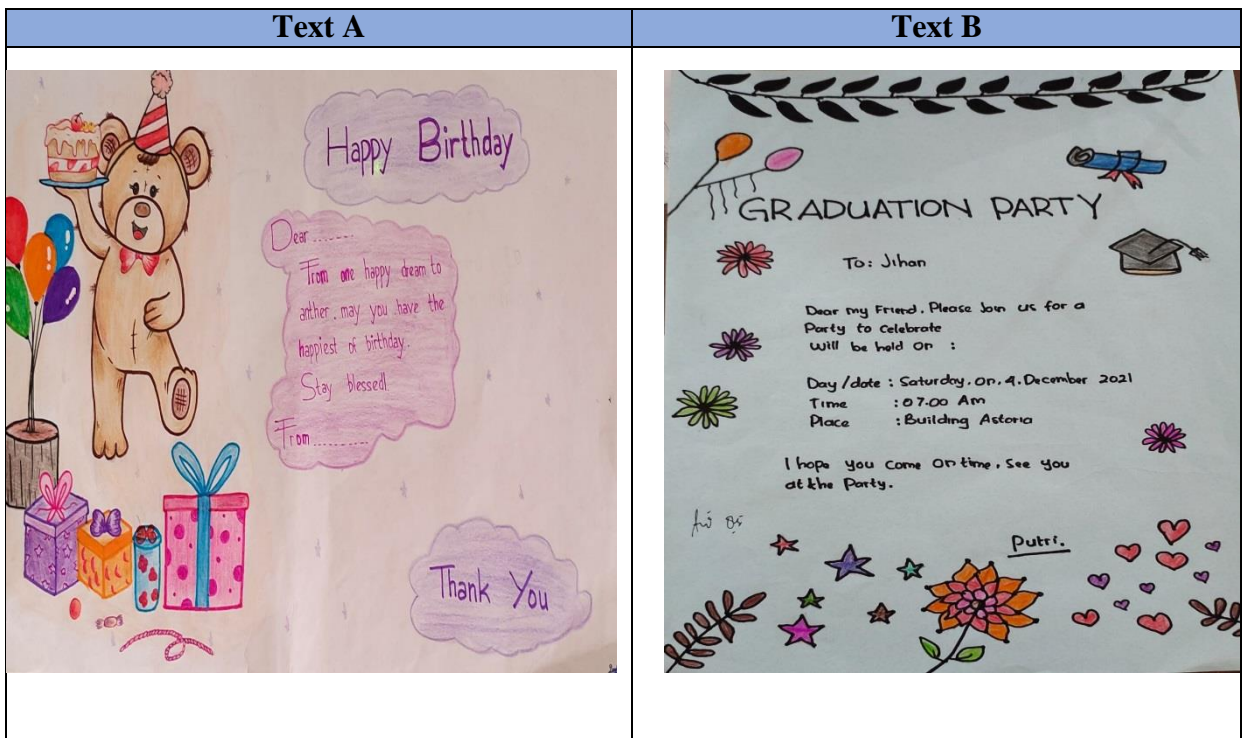 Text A
Text B
Happy Birthday
Dear.......
From one happy dream to
anther. may you have the
happiest of birthday.
Stay blessed!
From..........
Thank You
GRADUATION PARTY
To: Jihan
Dear my Friend. Please Join us for a
Party to celebrate
will be held on :
Day/date : Saturday, on, 4, December 2021
Time : 07.00 Am
Place : Building Astoria
I hope you come on time, See you
at the Party.
Putri.